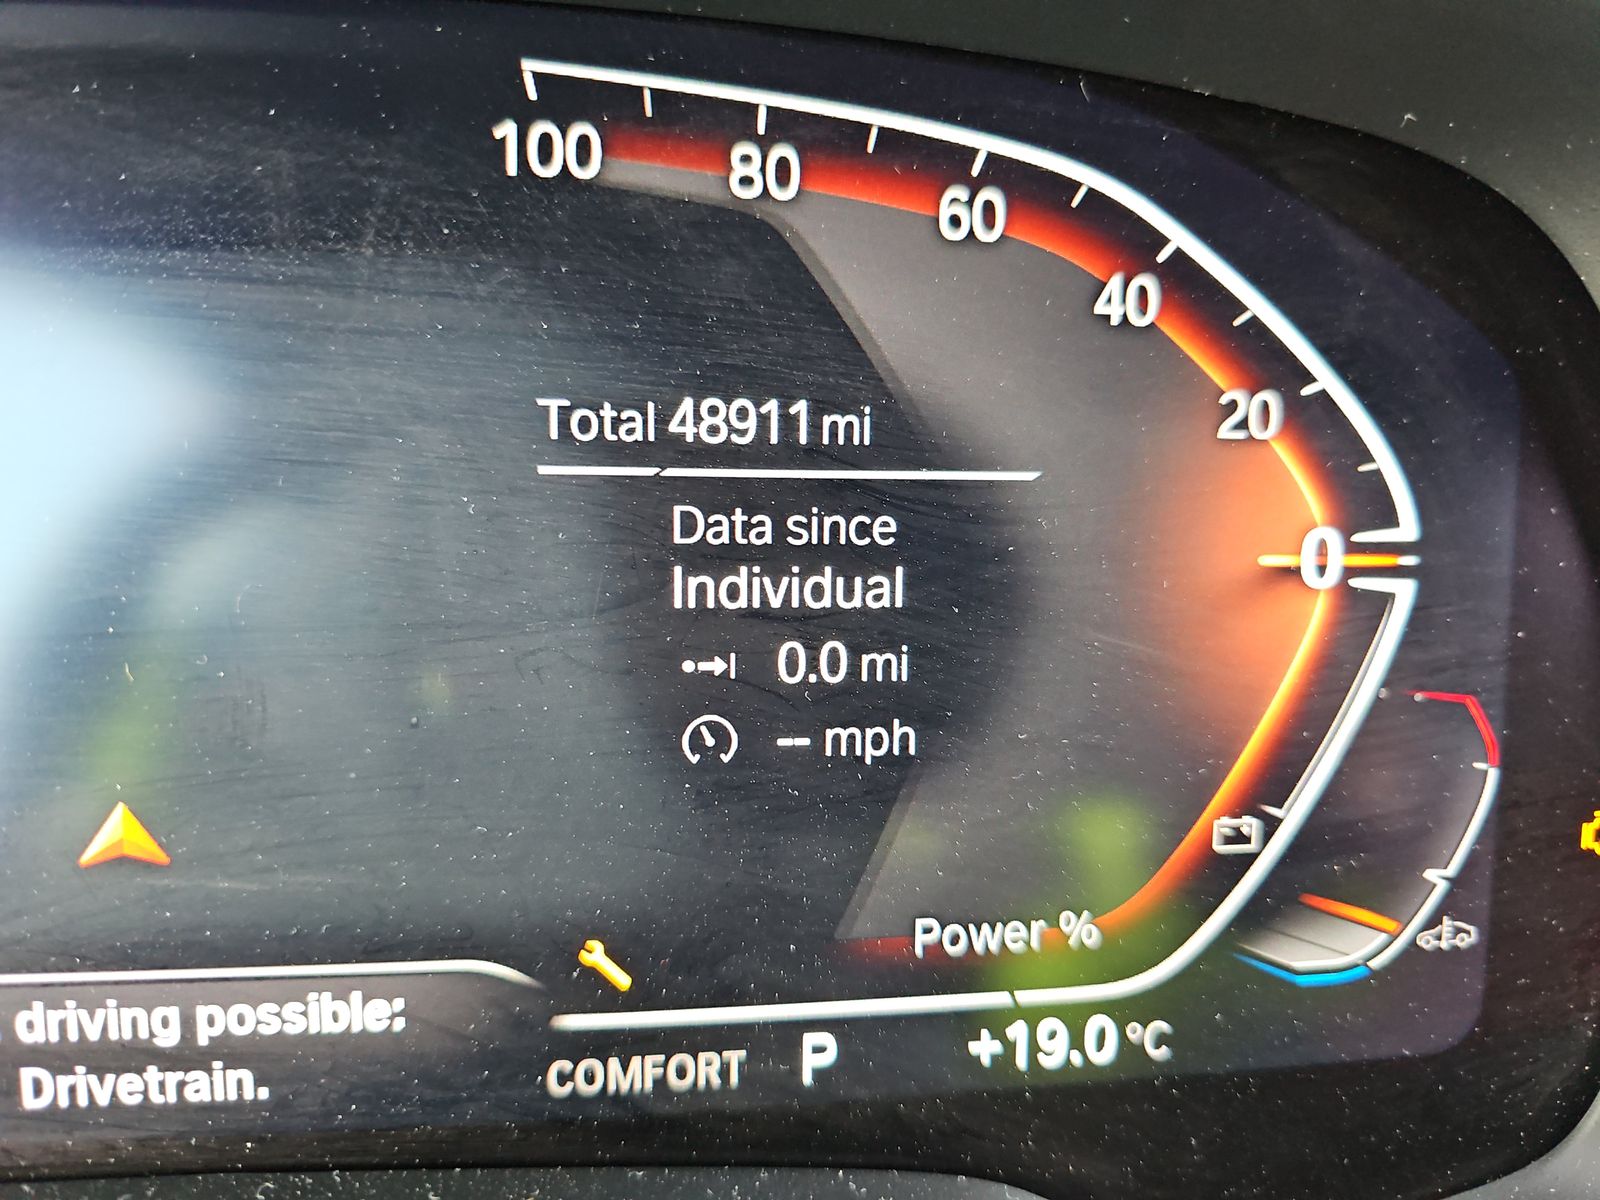 100
80
60
40
20
0
Total 48911 mi
Data since
Individual
0.0 mi
-- mph
Power %
driving possible:
Drivetrain.
COMFORT P +19.0 °C